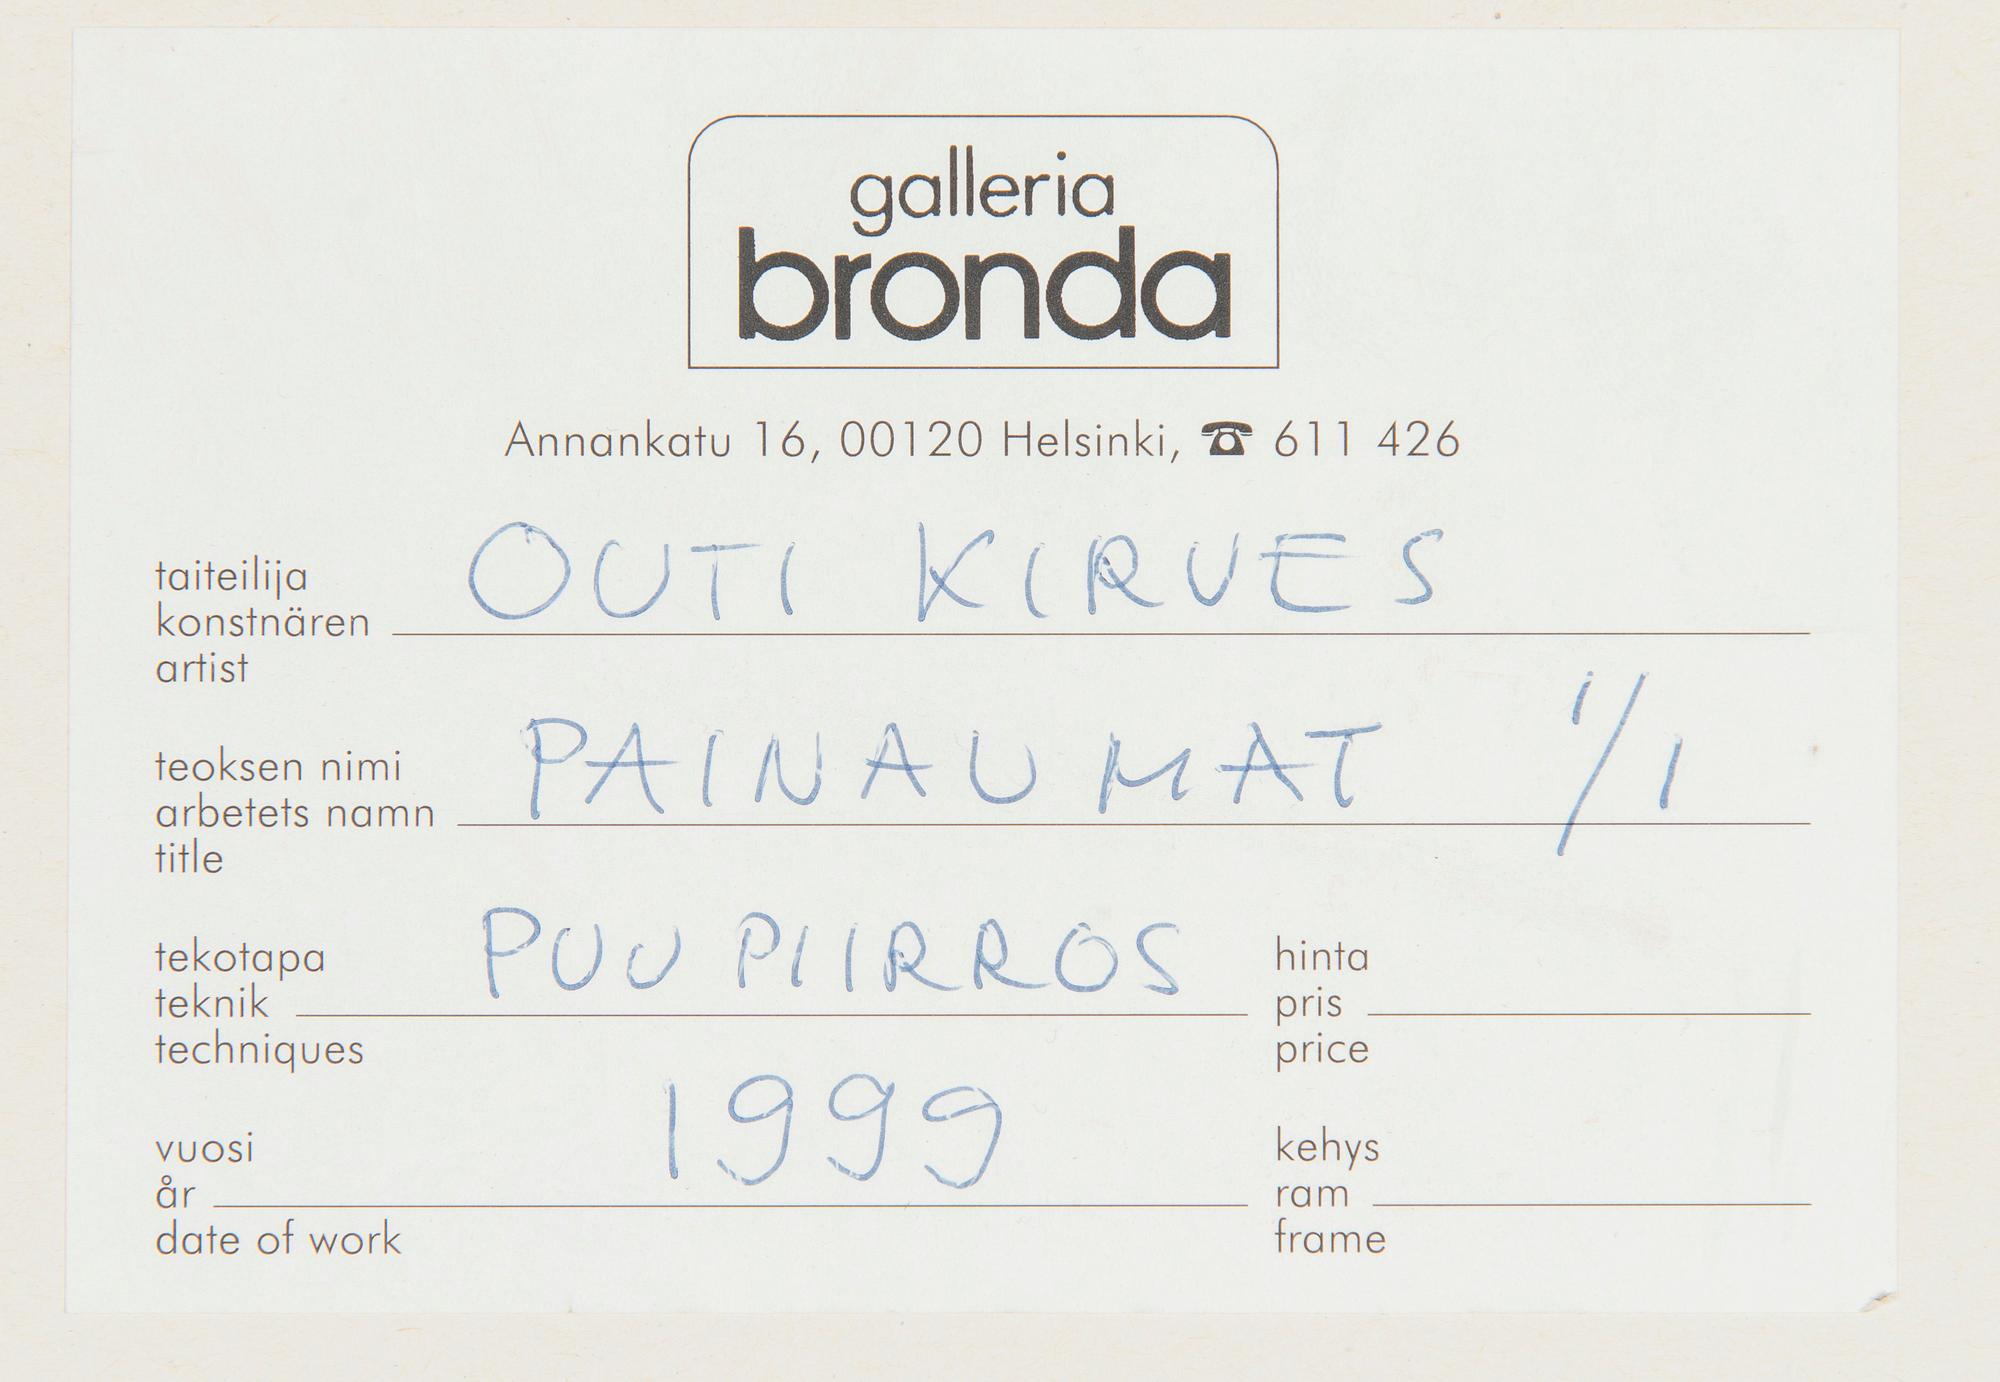 galleria
bronda
Annankatu 16, 00120 Helsinki, ☎ 611 426
taiteilija
konstnären OUTI KIRVES
artist
teoksen nimi
arbetets namn PAINAUMAT 1/1
title
tekotapa hinta
teknik PUUPIIRROS pris
techniques price
vuosi kehys
år 1999 ram
date of work frame